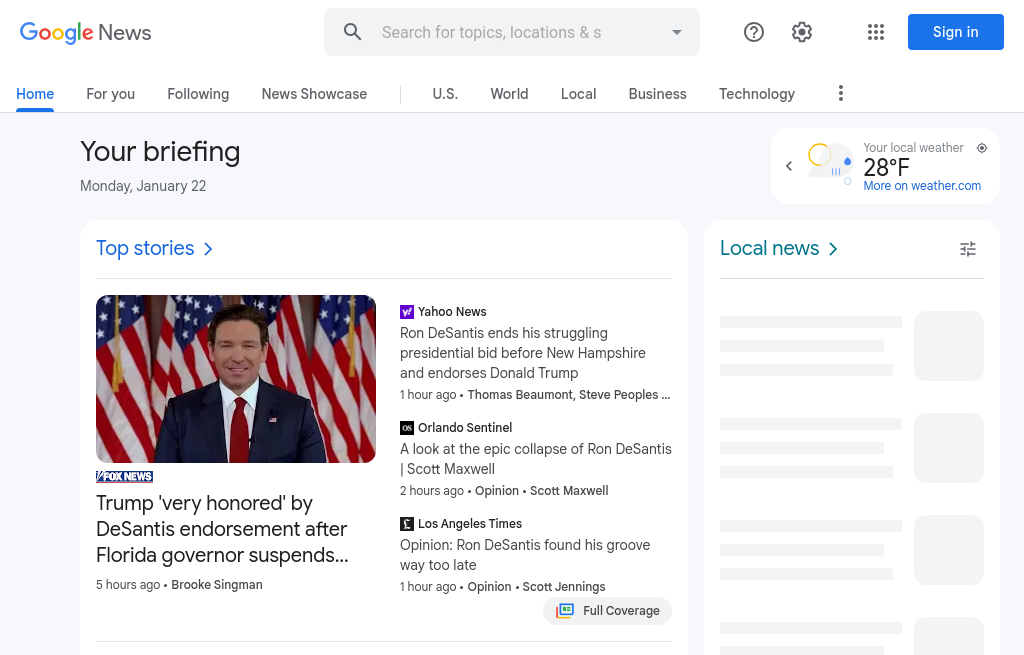 Google News
Search for topics, locations & s
Sign in
Home
For you
Following
News Showcase
U.S.
World
Local
Business
Technology
Your briefing
Monday, January 22
Your local weather
28°F
More on weather.com
Top stories
Local news
FOX NEWS
Trump 'very honored' by
DeSantis endorsement after
Florida governor suspends...
5 hours ago • Brooke Singman
Yahoo News
Ron DeSantis ends his struggling
presidential bid before New Hampshire
and endorses Donald Trump
1 hour ago • Thomas Beaumont, Steve Peoples ...
OS Orlando Sentinel
A look at the epic collapse of Ron DeSantis
| Scott Maxwell
2 hours ago • Opinion • Scott Maxwell
Los Angeles Times
Opinion: Ron DeSantis found his groove
way too late
1 hour ago • Opinion • Scott Jennings
Full Coverage